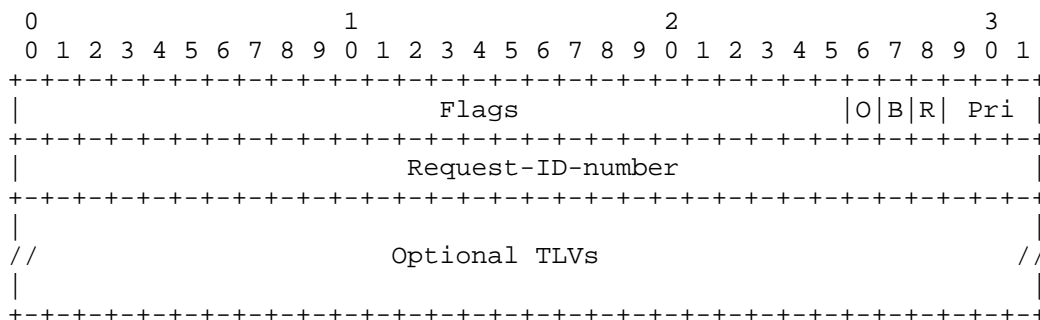 0                   1                   2                   3
 0 1 2 3 4 5 6 7 8 9 0 1 2 3 4 5 6 7 8 9 0 1 2 3 4 5 6 7 8 9 0 1
+-+-+-+-+-+-+-+-+-+-+-+-+-+-+-+-+-+-+-+-+-+-+-+-+-+-+-+-+-+-+-+-+
|                          Flags                    |O|B|R| Pri |
+-+-+-+-+-+-+-+-+-+-+-+-+-+-+-+-+-+-+-+-+-+-+-+-+-+-+-+-+-+-+-+-+
|                        Request-ID-number                      |
+-+-+-+-+-+-+-+-+-+-+-+-+-+-+-+-+-+-+-+-+-+-+-+-+-+-+-+-+-+-+-+-+
|                                                               |
//                      Optional TLVs                          //
|                                                               |
+-+-+-+-+-+-+-+-+-+-+-+-+-+-+-+-+-+-+-+-+-+-+-+-+-+-+-+-+-+-+-+-+